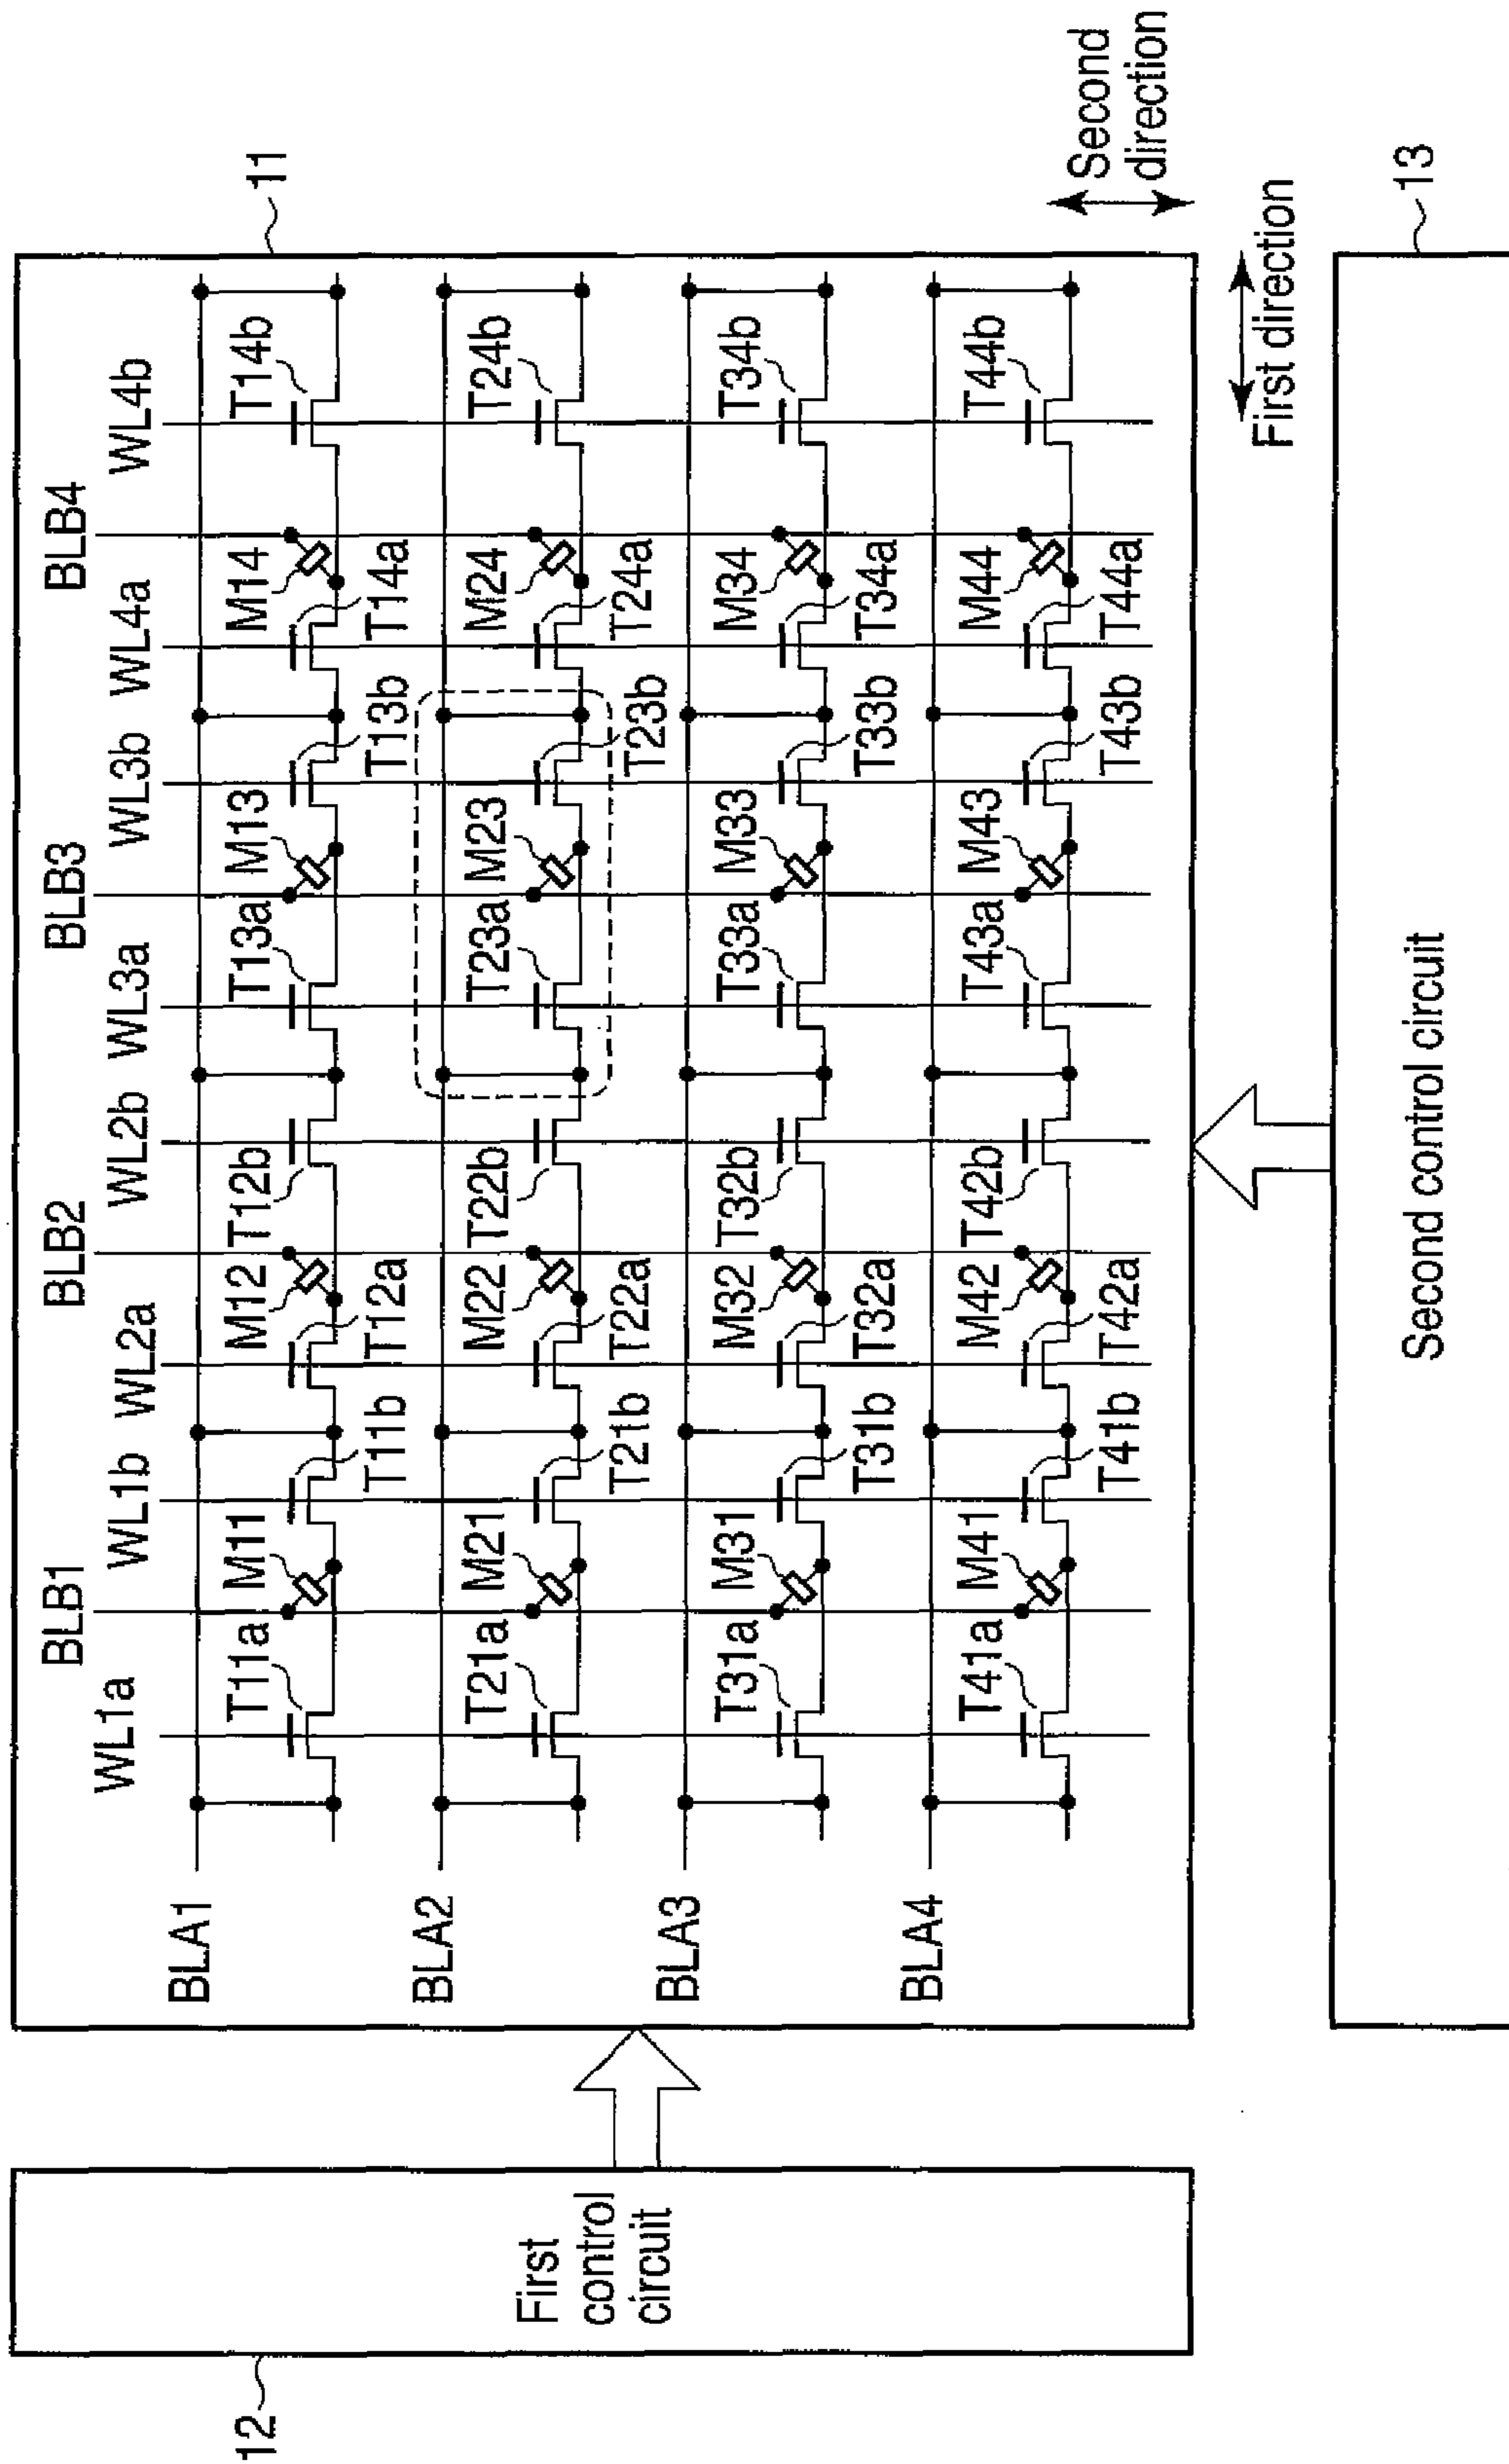 BLB1
BLB2
BLB3
BLB4
WL1a
WL1b
WL2a
WL2b
WL3a
WL3b
WL4a
WL4b
11
BLA1
T11a
M11
T11b
M12
T12a
T12b
T13a
M13
T13b
M14
T14a
T14b
BLA2
T21a
M21
T21b
M22
T22a
T22b
T23a
M23
T23b
M24
T24a
T24b
BLA3
T31a
M31
T31b
M32
T32a
T32b
T33a
M33
T33b
M34
T34a
T34b
BLA4
T41a
M41
T41b
M42
T42a
T42b
T43a
M43
T43b
M44
T44a
T44b
12
First
control
circuit
Second
direction
First direction
13
Second control circuit